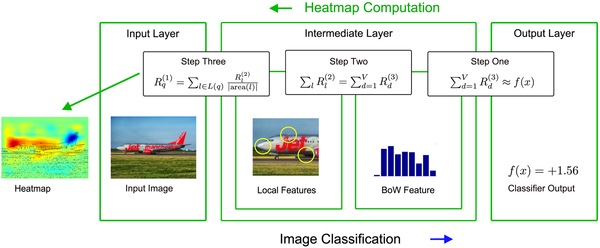 Heatmap Computation
Input Layer
Intermediate Layer
Output Layer
Step Three
R_q^{(1)} = \sum_{l \in L(q)} \frac{R_l^{(2)}}{|area(l)|}
Step Two
\sum_l R_l^{(2)} = \sum_{d=1}^{V} R_d^{(3)}
Step One
\sum_{d=1}^{V} R_d^{(3)} \approx f(x)
Jet
f(x) = +1.56
Heatmap
Input Image
Local Features
BoW Feature
Classifier Output
Image Classification